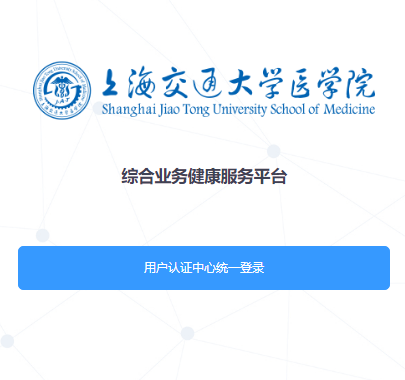 上海交通大学医学院
Shanghai Jiao Tong University School of Medicine
综合业务健康服务平台
用户认证中心统一登录